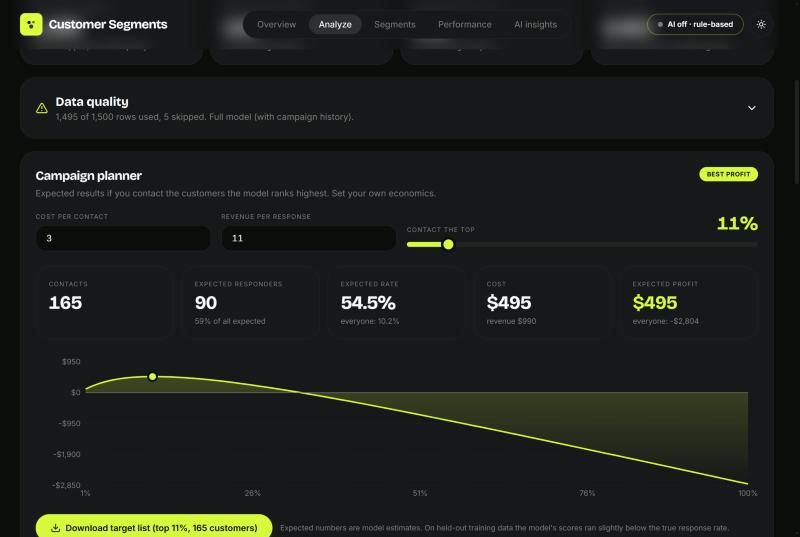 Customer Segments
Overview
Analyze
Segments
Performance
AI insights
AI off · rule-based
Data quality
1,495 of 1,500 rows used, 5 skipped. Full model (with campaign history).
Campaign planner
BEST PROFIT
Expected results if you contact the customers the model ranks highest. Set your own economics.
COST PER CONTACT
REVENUE PER RESPONSE
CONTACT THE TOP
11%
3
11
CONTACTS
165
EXPECTED RESPONDERS
90
59% of all expected
EXPECTED RATE
54.5%
everyone: 10.2%
COST
$495
revenue $990
EXPECTED PROFIT
$495
everyone: -$2,804
$950
$0
-$950
-$1,900
-$2,850
1%
26%
51%
76%
100%
Download target list (top 11%, 165 customers)
Expected numbers are model estimates. On held-out training data the model's scores ran slightly below the true response rate.